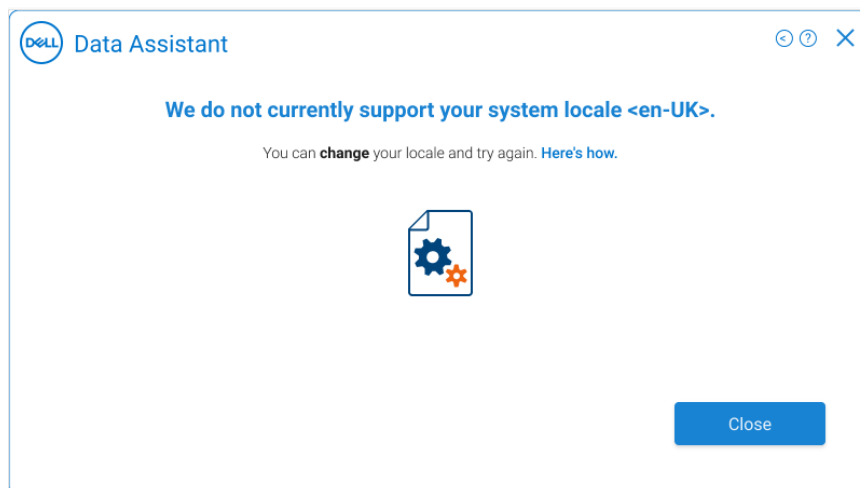 DELL Data Assistant
We do not currently support your system locale <en-UK>.
You can change your locale and try again. Here's how.
Close